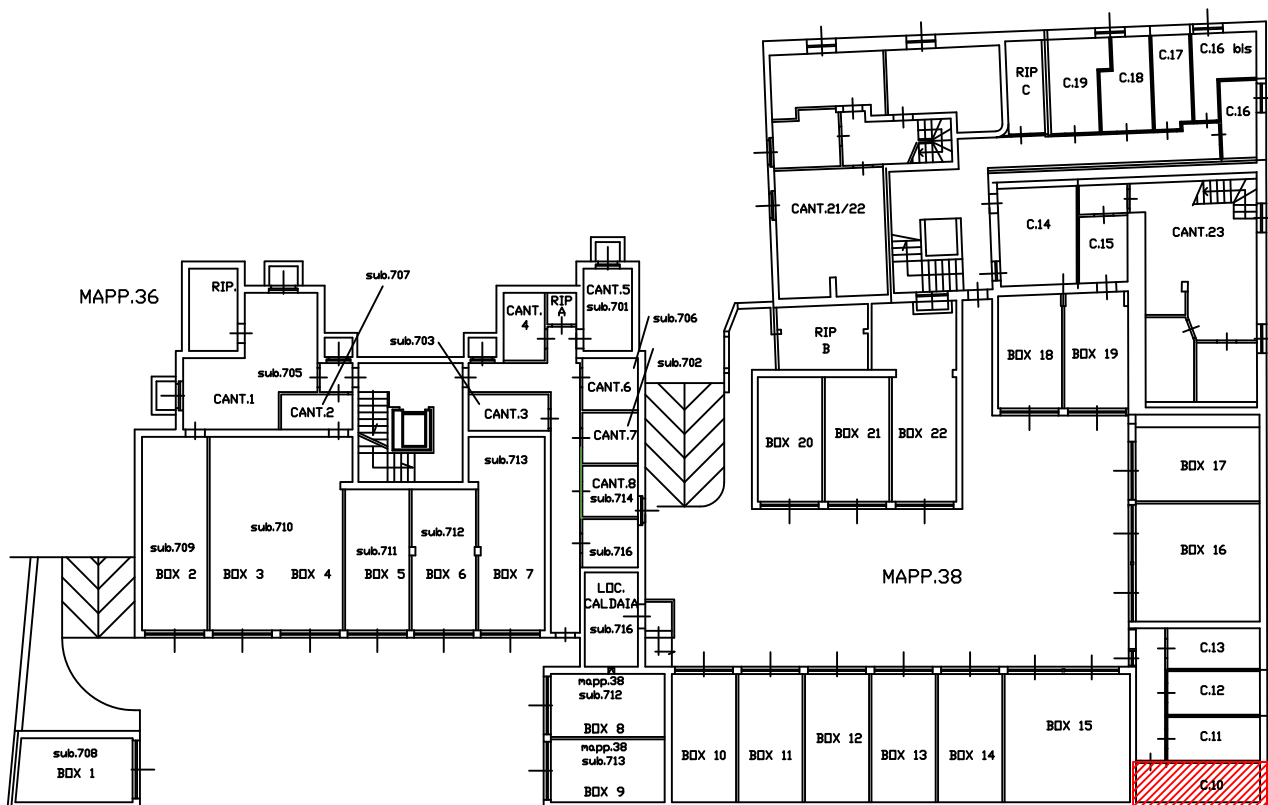 MAPP.36
RIP.
sub.707
sub.705
CANT.1
CANT.2
sub.703
CANT.
4
RIP
A
CANT.5
sub.701
sub.706
sub.702
CANT.3
CANT.6
CANT.7
CANT.8
sub.714
sub.716
sub.713
sub.709
BOX 2
sub.710
BOX 3
BOX 4
sub.711
BOX 5
sub.712
BOX 6
BOX 7
LOC.
CALDAIA
sub.716
sub.708
BOX 1
mapp.38
sub.712
BOX 8
mapp.38
sub.713
BOX 9
RIP
C
C.19
C.18
C.17
C.16 bis
C.16
CANT.21/22
C.14
C.15
CANT.23
RIP
B
BOX 18
BOX 19
BOX 20
BOX 21
BOX 22
BOX 17
BOX 16
MAPP.38
C.13
C.12
C.11
C.10
BOX 10
BOX 11
BOX 12
BOX 13
BOX 14
BOX 15